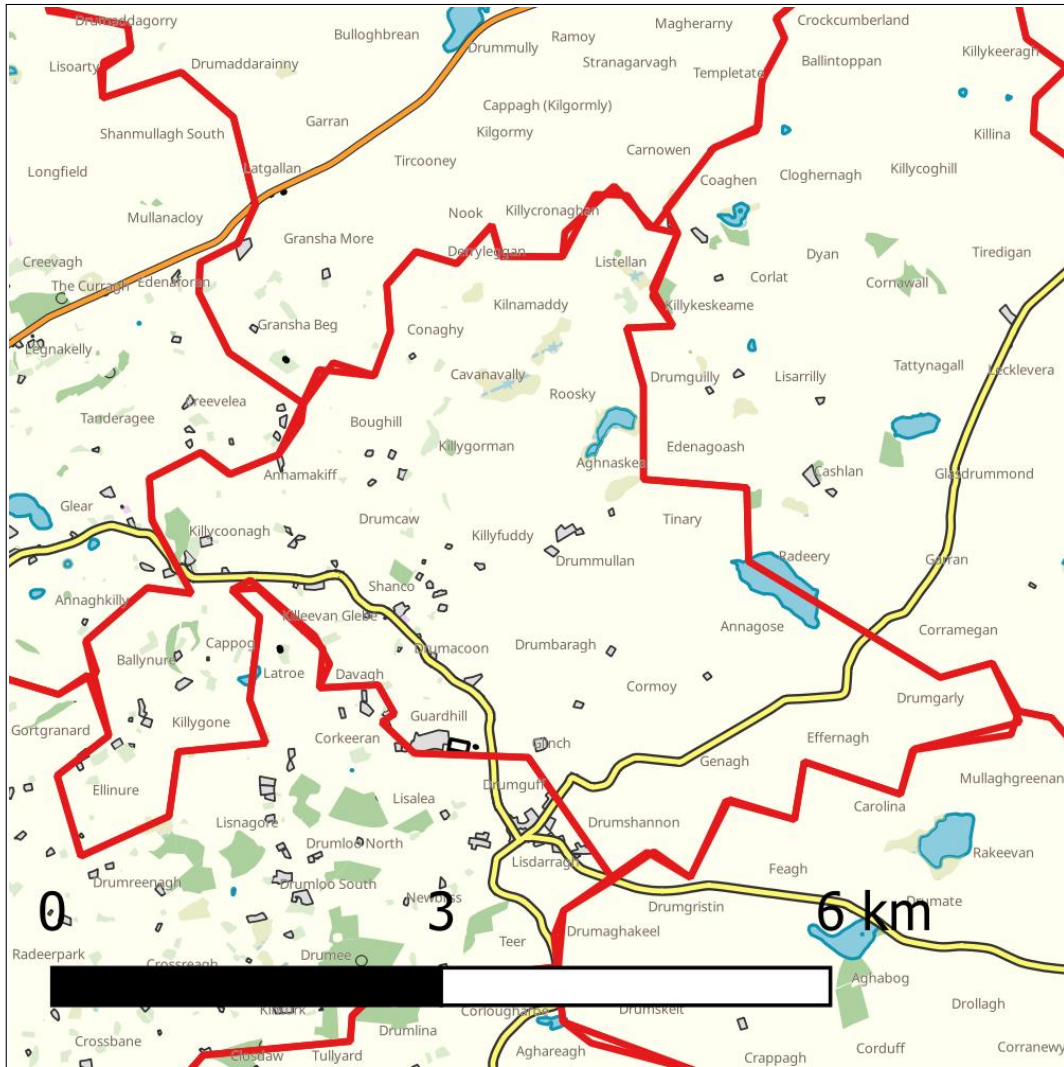 Drumaddagorry
Bulloghbrean
Ramoy
Magherarny
Crockcumberland
Drummully
Killykeeragh
Lisoarty
Drumaddarainny
Stranagarvagh
Templetate
Ballintoppan
Cappagh (Kilgormly)
Garran
Kilgormy
Shanmullagh South
Killina
Carnowen
Tircooney
Longfield
Latgallan
Killycoghill
Cloghernagh
Coaghen
Nook
Killycronaghan
Mullanacloy
Gransha More
Derryleggan
Tiredigan
Dyan
Creevagh
Listellan
The Curragh
Edenaforan
Corlat
Cornawall
Kilnamaddy
Killykeskeame
Gransha Beg
Conaghy
Legnakelly
Tattynagall
Lecklevera
Cavanavally
Drumguilly
Lisarrilly
Roosky
Creevelea
Tanderagee
Boughill
Killygorman
Edenagoash
Aghnaskea
Annamakiff
Cashlan
Glasdrummond
Glear
Drumcaw
Tinary
Killycoonagh
Killyfuddy
Radeery
Drummullan
Garran
Shanco
Annaghkilly
Killeevan Glebe
Annagose
Corramegan
Cappog
Drumacoon
Drumbaragh
Ballynure
Latroe
Davagh
Cormoy
Drumgarly
Guardhill
Killygone
Gortgranard
Corkeeran
Glinch
Effernagh
Genagh
Mullaghgreenan
Drumguff
Ellinure
Lisalea
Carolina
Lisnagore
Drumshannon
Drumloo North
Rakeevan
Lisdarragh
Feagh
Drumreenagh
Drumloo South
Newbliss
Drumate
Drumgristin
0 3 6 km
Drumaghakeel
Teer
Radeerpark
Drumee
Crossreagh
Aghabog
Drollagh
Drumskelt
Drumlina
Crossbane
Corduff
Corranewy
Closdaw
Tullyard
Aghareagh
Crappagh